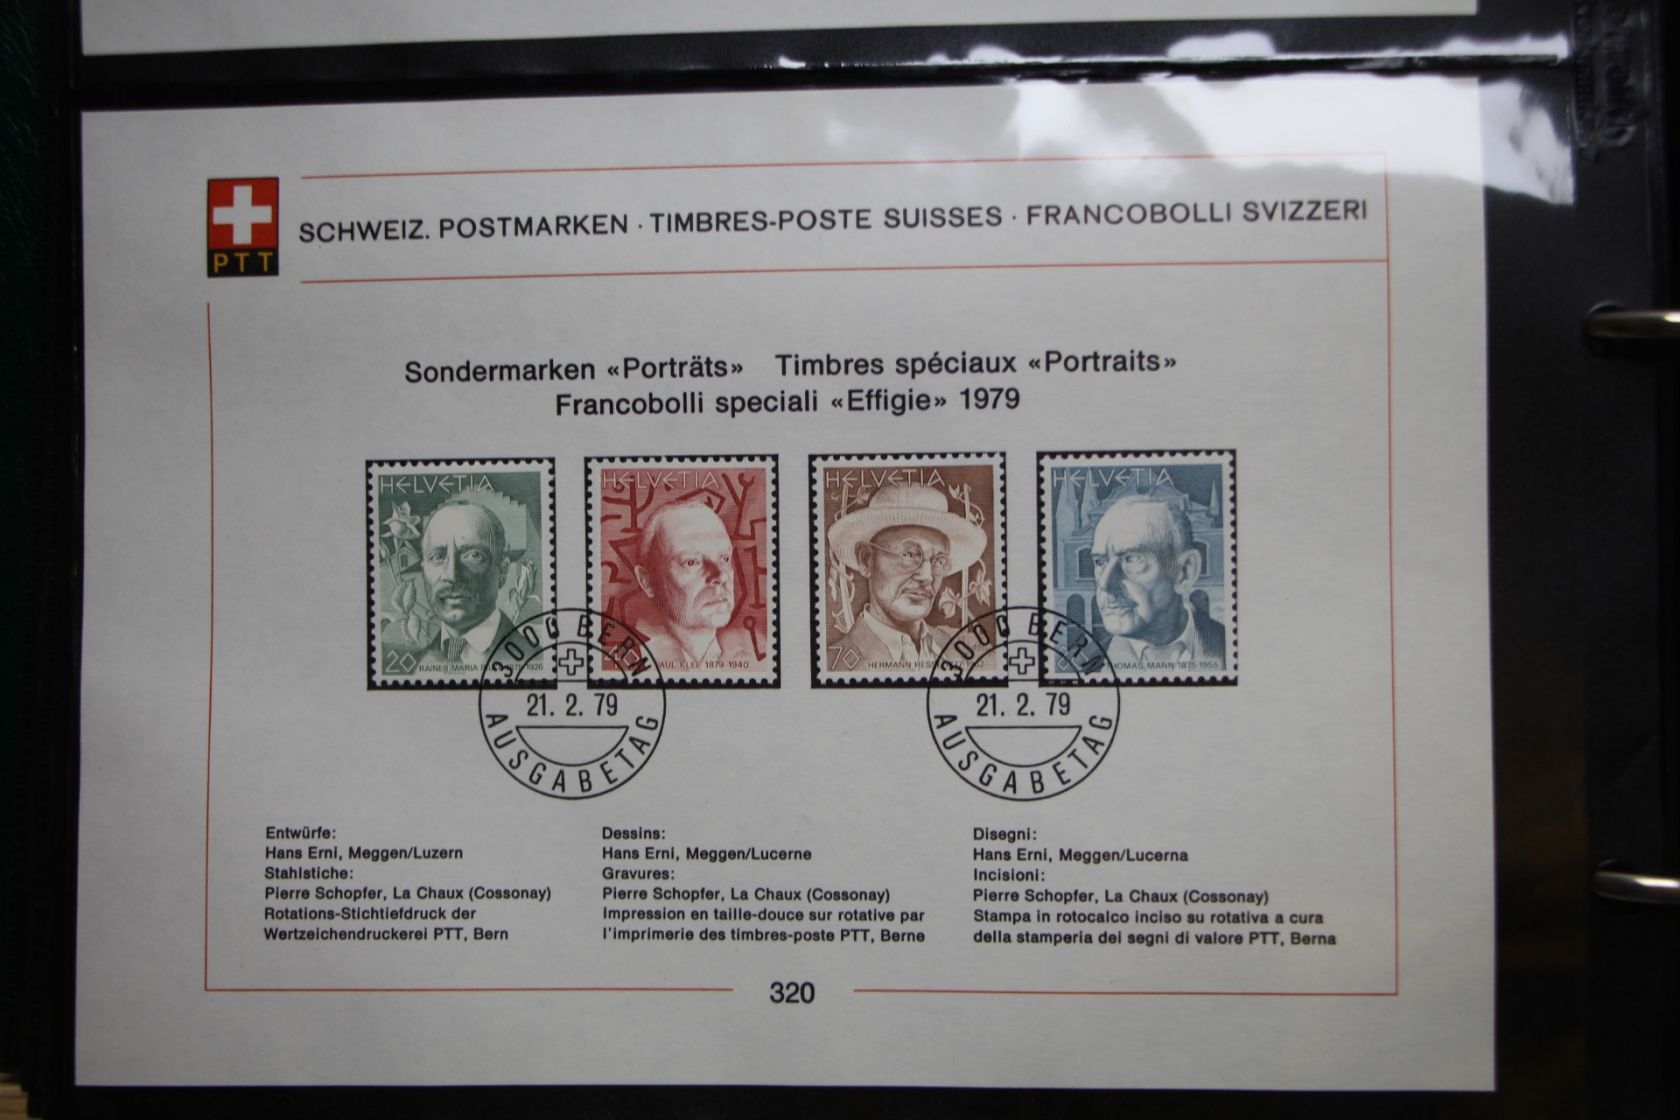 PTT
SCHWEIZ. POSTMARKEN · TIMBRES-POSTE SUISSES · FRANCOBOLLI SVIZZERI
Sondermarken «Porträts» Timbres spéciaux «Portraits»
Francobolli speciali «Effigie» 1979
HELVETIA
20 RAINER MARIA 1926
HELVETIA
PAUL KLEE 1879 1940
HELVETIA
70 HERMANN
HELVETIA
THOMAS MANN 1875-1955
3000 BERN
21. 2. 79
AUSGABETAG
3000 BERN
21. 2. 79
AUSGABETAG
Entwürfe:
Hans Erni, Meggen/Luzern
Stahlstiche:
Pierre Schopfer, La Chaux (Cossonay)
Rotations-Stichtiefdruck der
Wertzeichendruckerei PTT, Bern
Dessins:
Hans Erni, Meggen/Lucerne
Gravures:
Pierre Schopfer, La Chaux (Cossonay)
Impression en taille-douce sur rotative par
l'imprimerie des timbres-poste PTT, Berne
Disegni:
Hans Erni, Meggen/Lucerna
Incisioni:
Pierre Schopfer, La Chaux (Cossonay)
Stampa in rotocalco inciso su rotativa a cura
della stamperia dei segni di valore PTT, Berna
320